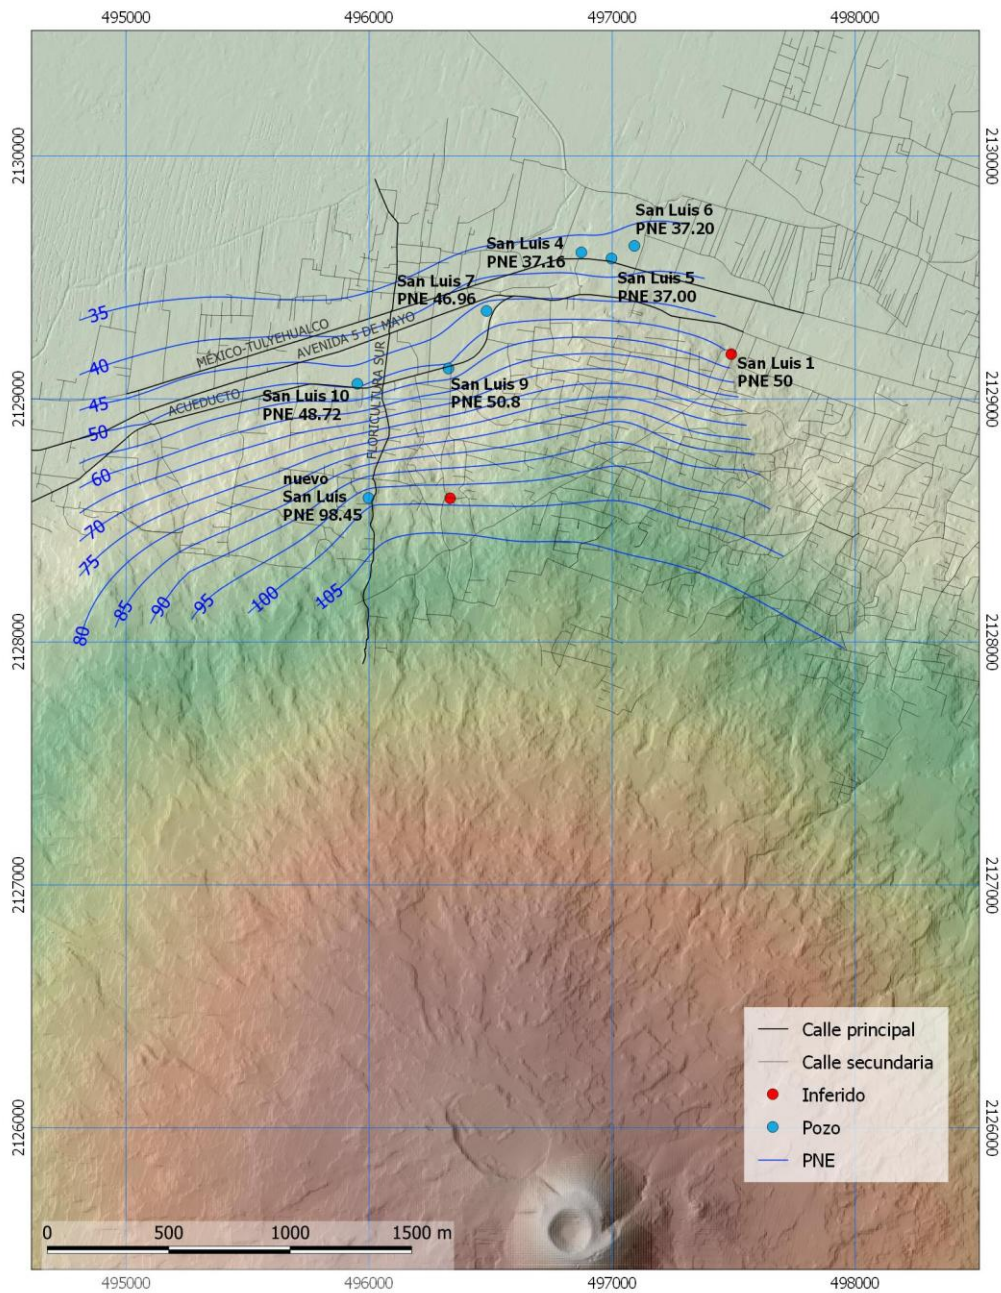 495000 496000 497000 498000
2130000 2130000
San Luis 6
PNE 37.20
San Luis 4
PNE 37.16
San Luis 7
PNE 46.96
San Luis 5
PNE 37.00
35
MÉXICO-TULYEHUALCO
AVENIDA 5 DE MAYO
40
San Luis 1
PNE 50
San Luis 9
PNE 50.8
San Luis 10
PNE 48.72
ACUEDUCTO
FLORICULTURA SUR
45
2129000 2129000
50
60
nuevo
San Luis
PNE 98.45
70
75
80
85
90
95
100
105
2128000 2128000
2127000 2127000
2126000 2126000
Calle principal
Calle secundaria
Inferido
Pozo
PNE
0 500 1000 1500 m
495000 496000 497000 498000